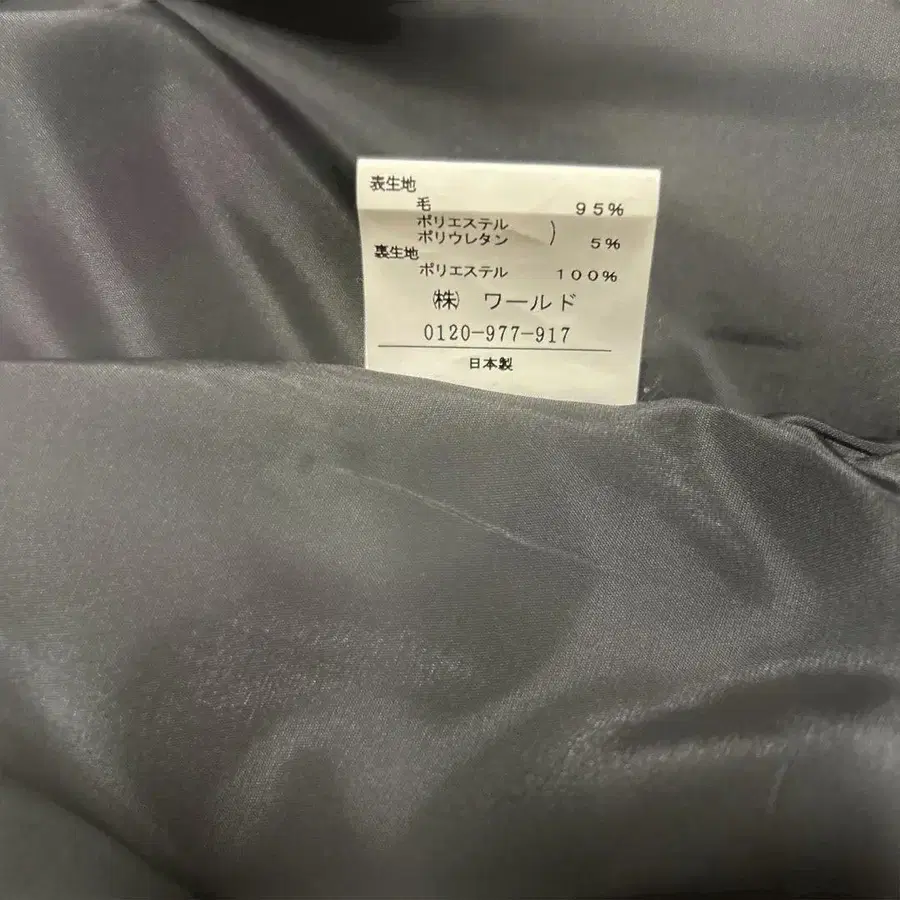 表生地
毛 95%
ポリエステル
ポリウレタン ) 5%
裏生地
ポリエステル 100%
㈱ ワールド
0120-977-917
日本製